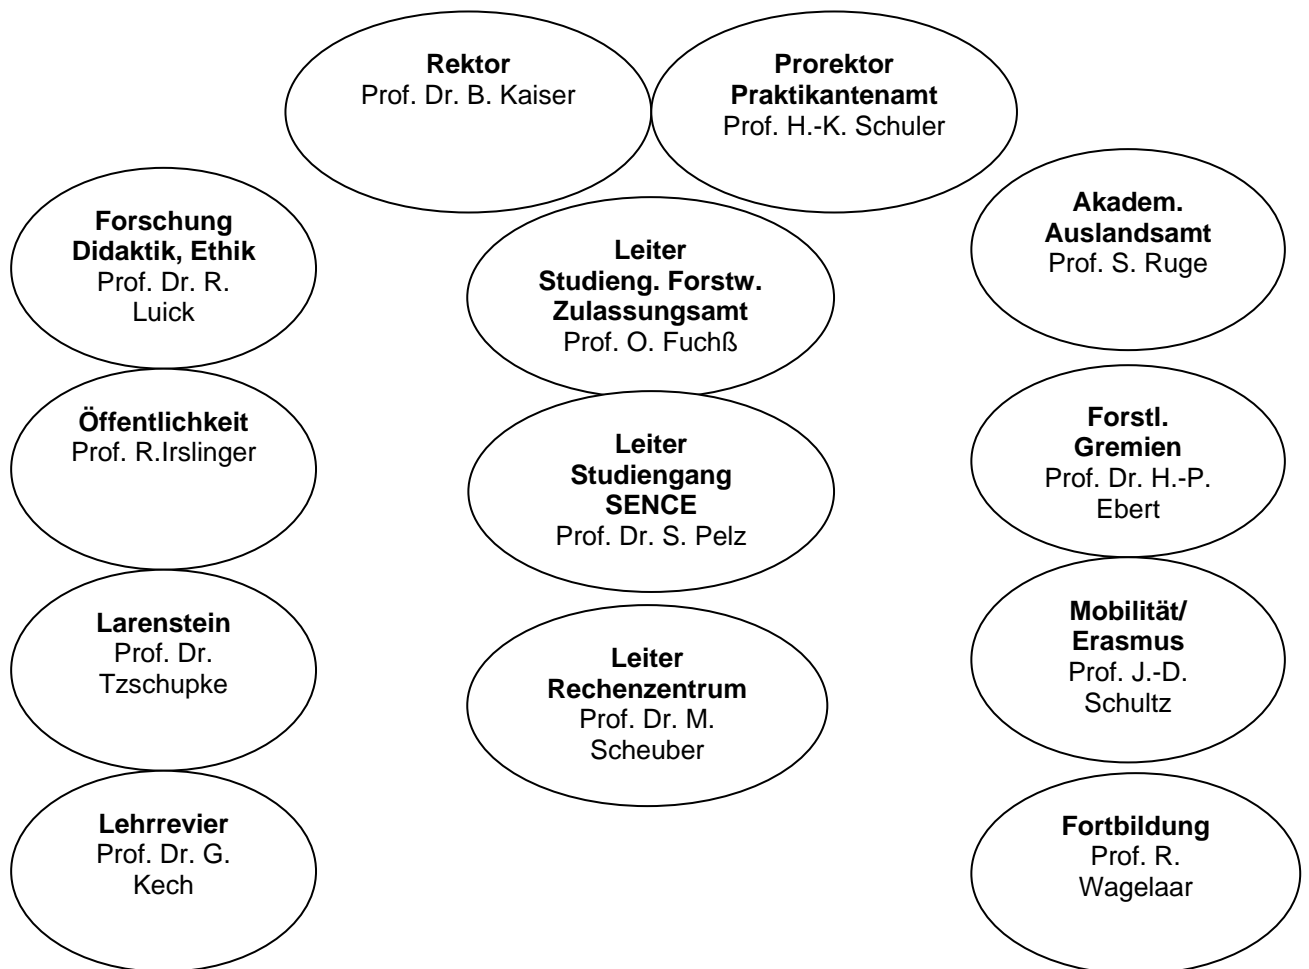 Rektor
Prof. Dr. B. Kaiser
Prorektor
Praktikantenamt
Prof. H.-K. Schuler
Forschung
Didaktik, Ethik
Prof. Dr. R.
Luick
Leiter
Studieng. Forstw.
Zulassungsamt
Prof. O. Fuchß
Akadem.
Auslandsamt
Prof. S. Ruge
Öffentlichkeit
Prof. R.Irslinger
Leiter
Studiengang
SENCE
Prof. Dr. S. Pelz
Forstl.
Gremien
Prof. Dr. H.-P.
Ebert
Larenstein
Prof. Dr.
Tzschupke
Leiter
Rechenzentrum
Prof. Dr. M.
Scheuber
Mobilität/
Erasmus
Prof. J.-D.
Schultz
Lehrrevier
Prof. Dr. G.
Kech
Fortbildung
Prof. R.
Wagelaar